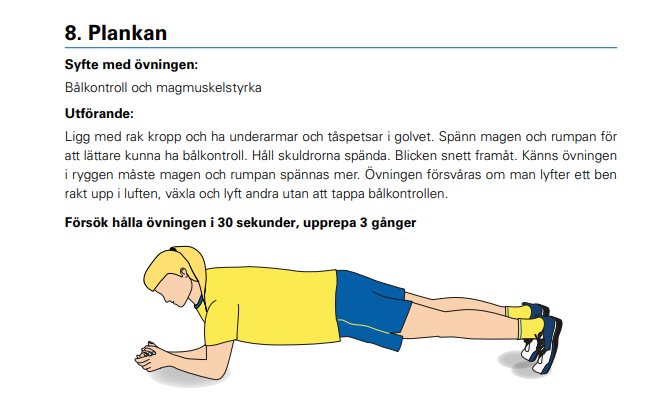 8. Plankan
Syfte med övningen:
Bålkontroll och magmuskelstyrka
Utförande:
Ligg med rak kropp och ha underarmar och tåspetsar i golvet. Spänn magen och rumpan för
att lättare kunna ha bålkontroll. Håll skuldrorna spända. Blicken snett framåt. Känns övningen
i ryggen måste magen och rumpan spännas mer. Övningen försvåras om man lyfter ett ben
rakt upp i luften, växla och lyft andra utan att tappa bålkontrollen.
Försök hålla övningen i 30 sekunder, upprepa 3 gånger